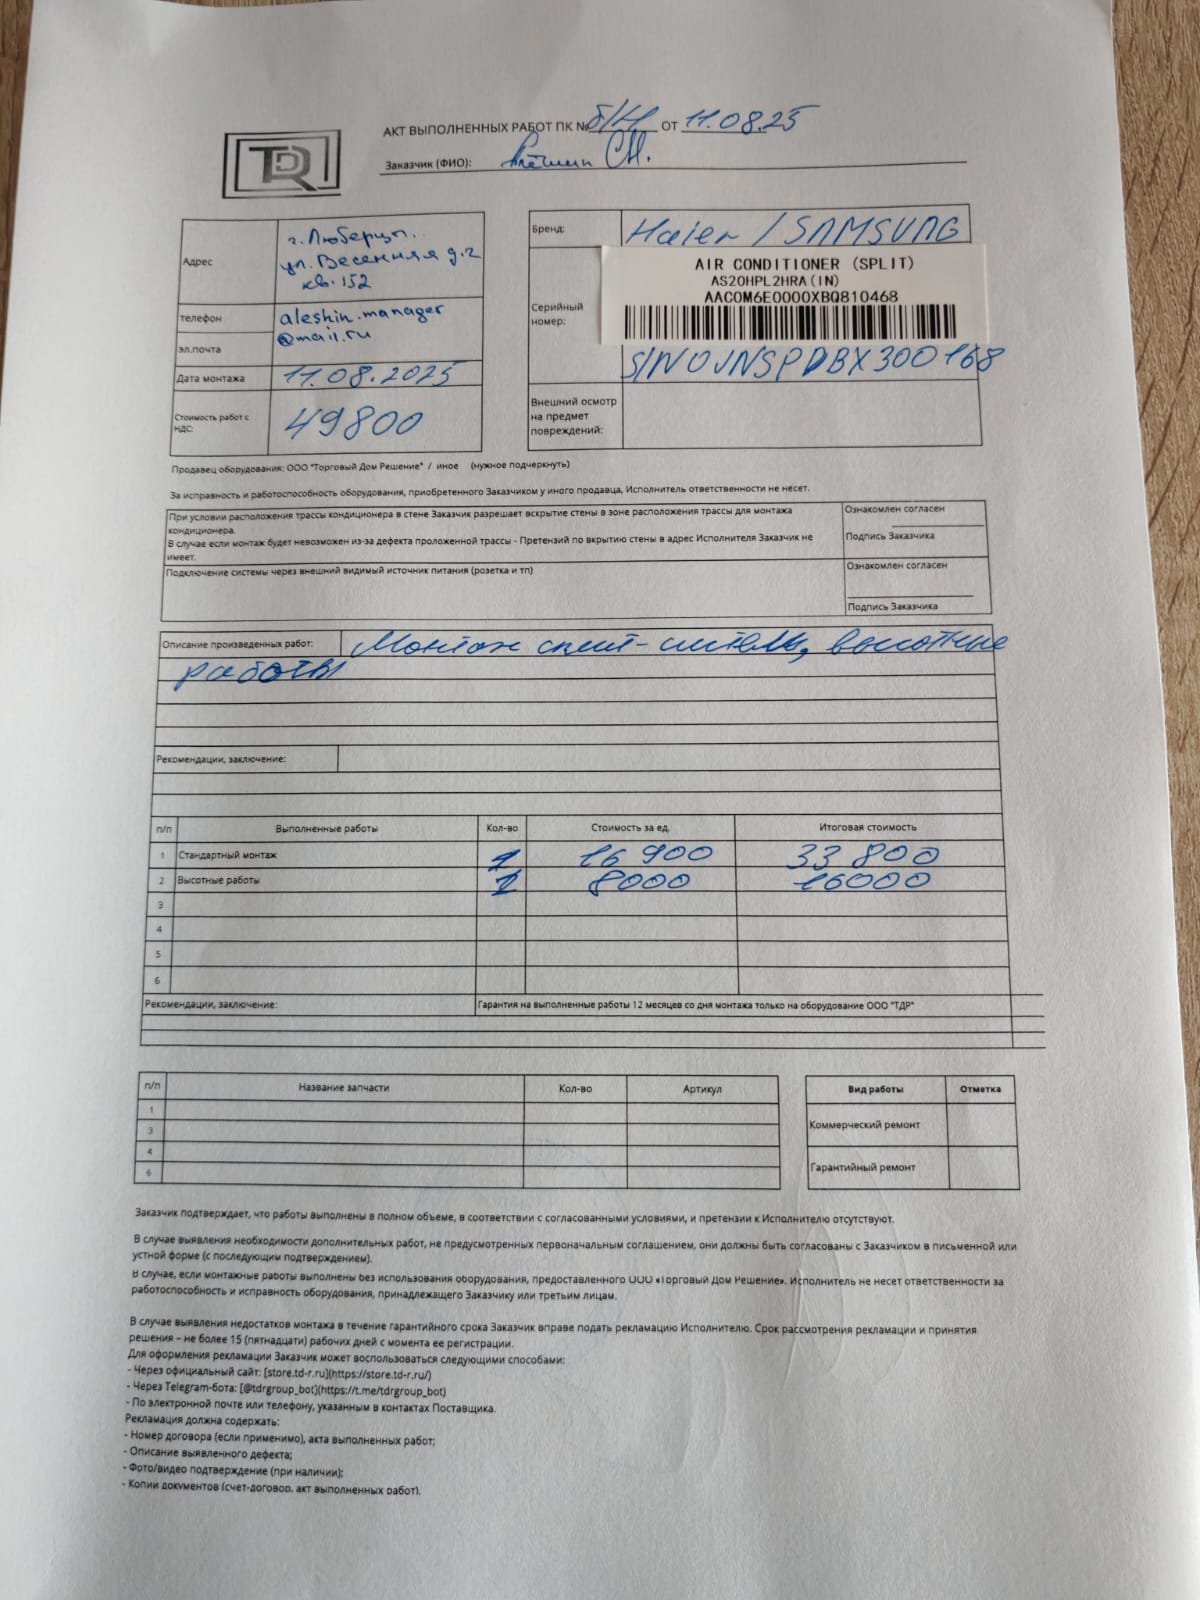 TDR
АКТ ВЫПОЛНЕННЫХ РАБОТ ПК № б/н ОТ 11.08.25
Заказчик (ФИО): Алёшин С.И.
Адрес
г. Люберцы.
ул. Весенняя д.2
кв. 152
телефон
эл.почта
aleshin.manager
@mail.ru
Дата монтажа 11.08.2025
Стоимость работ с НДС: 49800
Бренд: Haier / SAMSUNG
Серийный номер:
AIR CONDITIONER (SPLIT)
AS20HPL2HRA(IN)
AACOM6E0000XBQ810468
S/N 0JNSPDBX300168
Внешний осмотр
на предмет
повреждений:
Продавец оборудования: ООО "Торговый Дом Решение" / иное (нужное подчеркнуть)
За исправность и работоспособность оборудования, приобретенного Заказчиком у иного продавца, Исполнитель ответственности не несет.
При условии расположения трассы кондиционера в стене Заказчик разрешает вскрытие стены в зоне расположения трассы для монтажа
кондиционера.
В случае если монтаж будет невозможен из-за дефекта проложенной трассы - Претензий по вкрытию стены в адрес Исполнителя Заказчик не
имеет.
Ознакомлен согласен
Подпись Заказчика
Подключение системы через внешний видимый источник питания (розетка и тп)
Ознакомлен согласен
Подпись Заказчика
Описание произведенных работ: Монтаж сплит-системы, высотные
работы
Рекомендации, заключение:
п/п Выполненные работы Кол-во Стоимость за ед. Итоговая стоимость
1 Стандартный монтаж 2 16 900 33 800
2 Высотные работы 2 8000 16000
3
4
5
6
Рекомендации, заключение: Гарантия на выполненные работы 12 месяцев со дня монтажа только на оборудование ООО "ТДР"
п/п Название запчасти Кол-во Артикул
1
3
4
6
Вид работы Отметка
Коммерческий ремонт
Гарантийный ремонт
Заказчик подтверждает, что работы выполнены в полном объеме, в соответствии с согласованными условиями, и претензии к Исполнителю отсутствуют.
В случае выявления необходимости дополнительных работ, не предусмотренных первоначальным соглашением, они должны быть согласованы с Заказчиком в письменной или
устной форме (с последующим подтверждением).
В случае, если монтажные работы выполнены без использования оборудования, предоставленного ООО «Торговый Дом Решение». Исполнитель не несет ответственности за
работоспособность и исправность оборудования, принадлежащего Заказчику или третьим лицам.
В случае выявления недостатков монтажа в течение гарантийного срока Заказчик вправе подать рекламацию Исполнителю. Срок рассмотрения рекламации и принятия
решения – не более 15 (пятнадцати) рабочих дней с момента ее регистрации.
Для оформления рекламации Заказчик может воспользоваться следующими способами:
- Через официальный сайт: [store.td-r.ru](https://store.td-r.ru/)
- Через Telegram-бота: [@tdrgroup_bot](https://t.me/tdrgroup_bot)
- По электронной почте или телефону, указанным в контактах Поставщика.
Рекламация должна содержать:
- Номер договора (если применимо), акта выполненных работ;
- Описание выявленного дефекта;
- Фото/видео подтверждение (при наличии);
- Копии документов (счет-договор, акт выполненных работ).